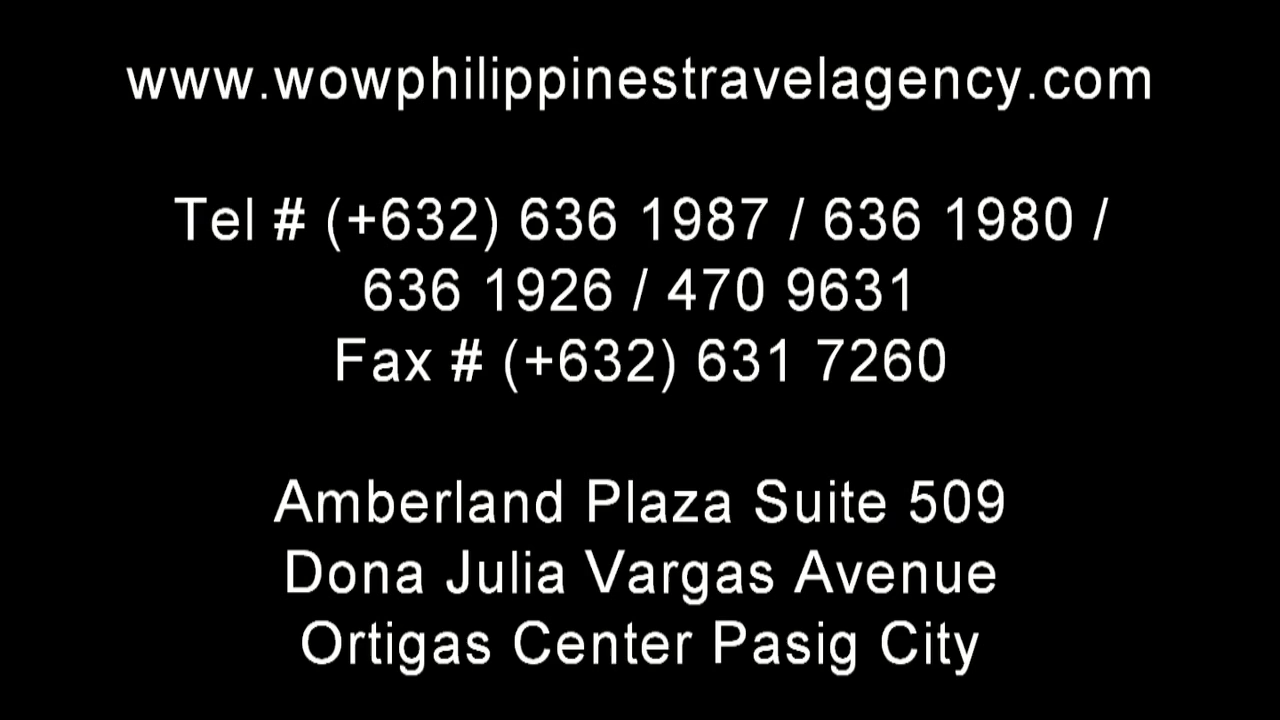 www.wowphilippinestravelagency.com
Tel # (+632) 636 1987 / 636 1980 /
636 1926 / 470 9631
Fax # (+632) 631 7260
Amberland Plaza Suite 509
Dona Julia Vargas Avenue
Ortigas Center Pasig City